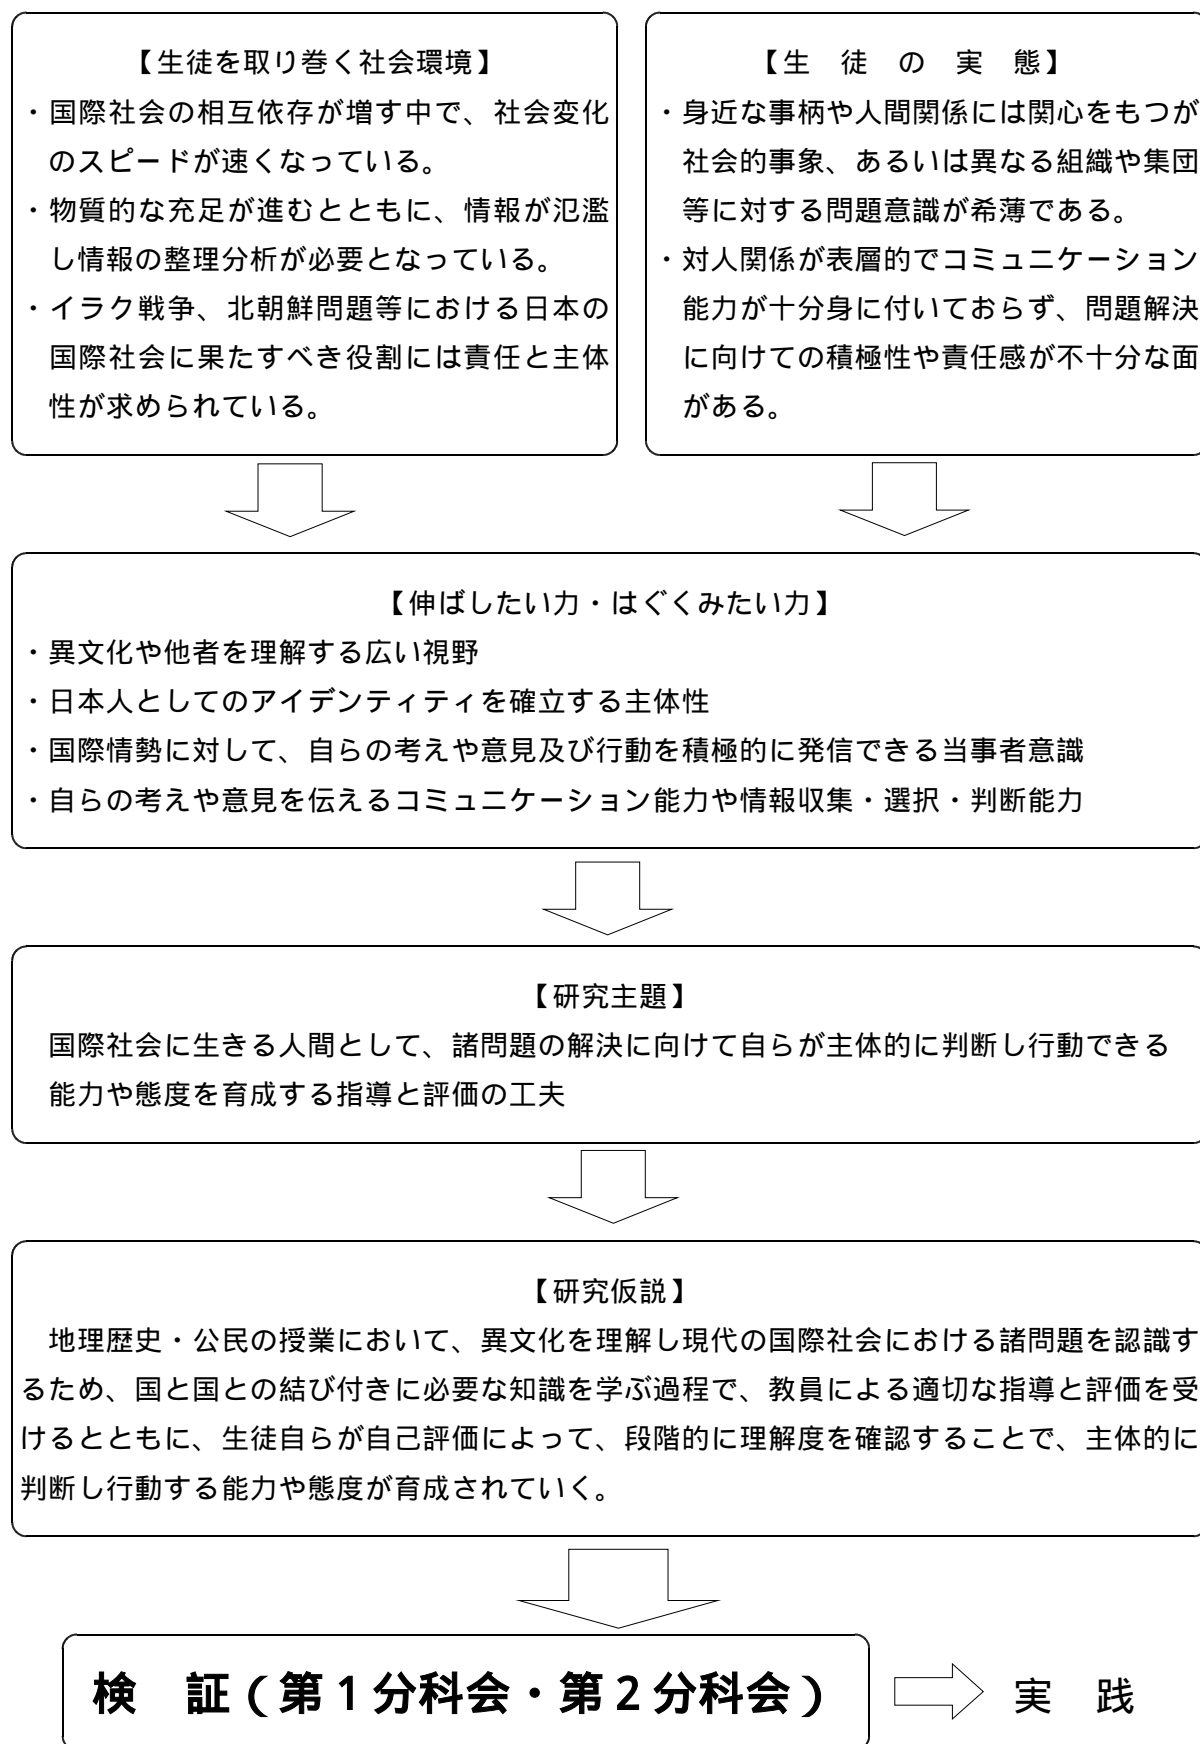 【生徒を取り巻く社会環境】
・国際社会の相互依存が増す中で、社会変化
のスピードが速くなっている。
・物質的な充足が進むとともに、情報が氾濫
し情報の整理分析が必要となっている。
・イラク戦争、北朝鮮問題等における日本の
国際社会に果たすべき役割には責任と主体
性が求められている。
【生　徒　の　実　態】
・身近な事柄や人間関係には関心をもつが
社会的事象、あるいは異なる組織や集団
等に対する問題意識が希薄である。
・対人関係が表層的でコミュニケーション
能力が十分身に付いておらず、問題解決
に向けての積極性や責任感が不十分な面
がある。
【伸ばしたい力・はぐくみたい力】
・異文化や他者を理解する広い視野
・日本人としてのアイデンティティを確立する主体性
・国際情勢に対して、自らの考えや意見及び行動を積極的に発信できる当事者意識
・自らの考えや意見を伝えるコミュニケーション能力や情報収集・選択・判断能力
【研究主題】
国際社会に生きる人間として、諸問題の解決に向けて自らが主体的に判断し行動できる
能力や態度を育成する指導と評価の工夫
【研究仮説】
地理歴史・公民の授業において、異文化を理解し現代の国際社会における諸問題を認識す
るため、国と国との結び付きに必要な知識を学ぶ過程で、教員による適切な指導と評価を受
けるとともに、生徒自らが自己評価によって、段階的に理解度を確認することで、主体的に
判断し行動する能力や態度が育成されていく。
検　証（第１分科会・第２分科会）
実　践